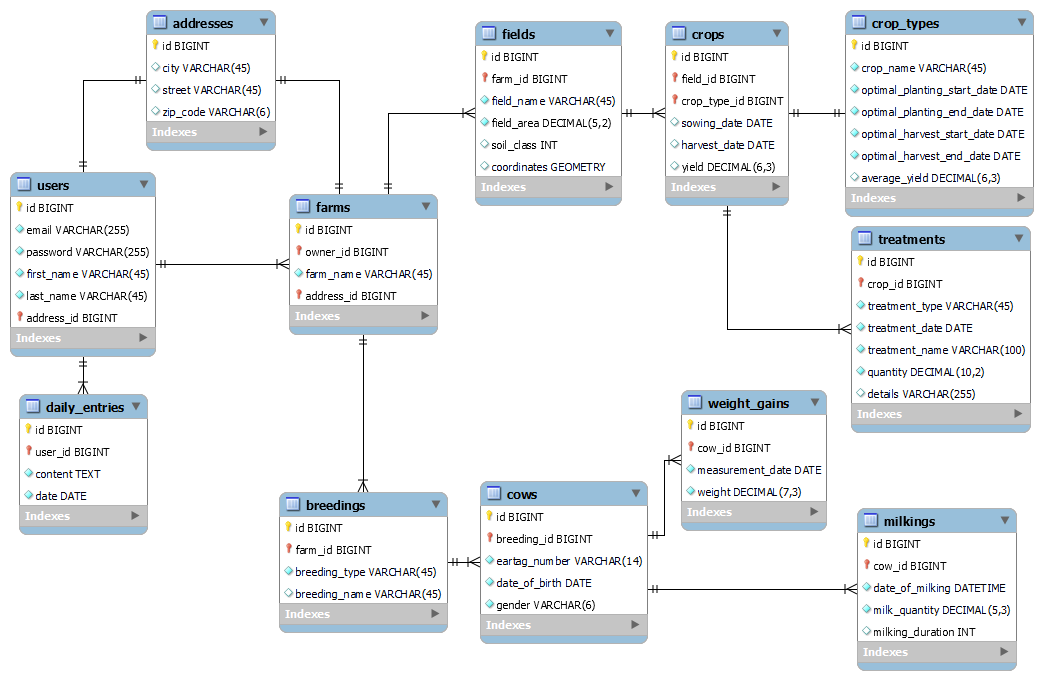 addresses
id BIGINT
city VARCHAR(45)
street VARCHAR(45)
zip_code VARCHAR(6)
Indexes
users
id BIGINT
email VARCHAR(255)
password VARCHAR(255)
first_name VARCHAR(45)
last_name VARCHAR(45)
address_id BIGINT
Indexes
daily_entries
id BIGINT
user_id BIGINT
content TEXT
date DATE
Indexes
farms
id BIGINT
owner_id BIGINT
farm_name VARCHAR(45)
address_id BIGINT
Indexes
breedings
id BIGINT
farm_id BIGINT
breeding_type VARCHAR(45)
breeding_name VARCHAR(45)
Indexes
fields
id BIGINT
farm_id BIGINT
field_name VARCHAR(45)
field_area DECIMAL(5,2)
soil_class INT
coordinates GEOMETRY
Indexes
crops
id BIGINT
field_id BIGINT
crop_type_id BIGINT
sowing_date DATE
harvest_date DATE
yield DECIMAL(6,3)
Indexes
crop_types
id BIGINT
crop_name VARCHAR(45)
optimal_planting_start_date DATE
optimal_planting_end_date DATE
optimal_harvest_start_date DATE
optimal_harvest_end_date DATE
average_yield DECIMAL(6,3)
Indexes
treatments
id BIGINT
crop_id BIGINT
treatment_type VARCHAR(45)
treatment_date DATE
treatment_name VARCHAR(100)
quantity DECIMAL(10,2)
details VARCHAR(255)
Indexes
cows
id BIGINT
breeding_id BIGINT
eartag_number VARCHAR(14)
date_of_birth DATE
gender VARCHAR(6)
Indexes
weight_gains
id BIGINT
cow_id BIGINT
measurement_date DATE
weight DECIMAL(7,3)
Indexes
milkings
id BIGINT
cow_id BIGINT
date_of_milking DATETIME
milk_quantity DECIMAL(5,3)
milking_duration INT
Indexes